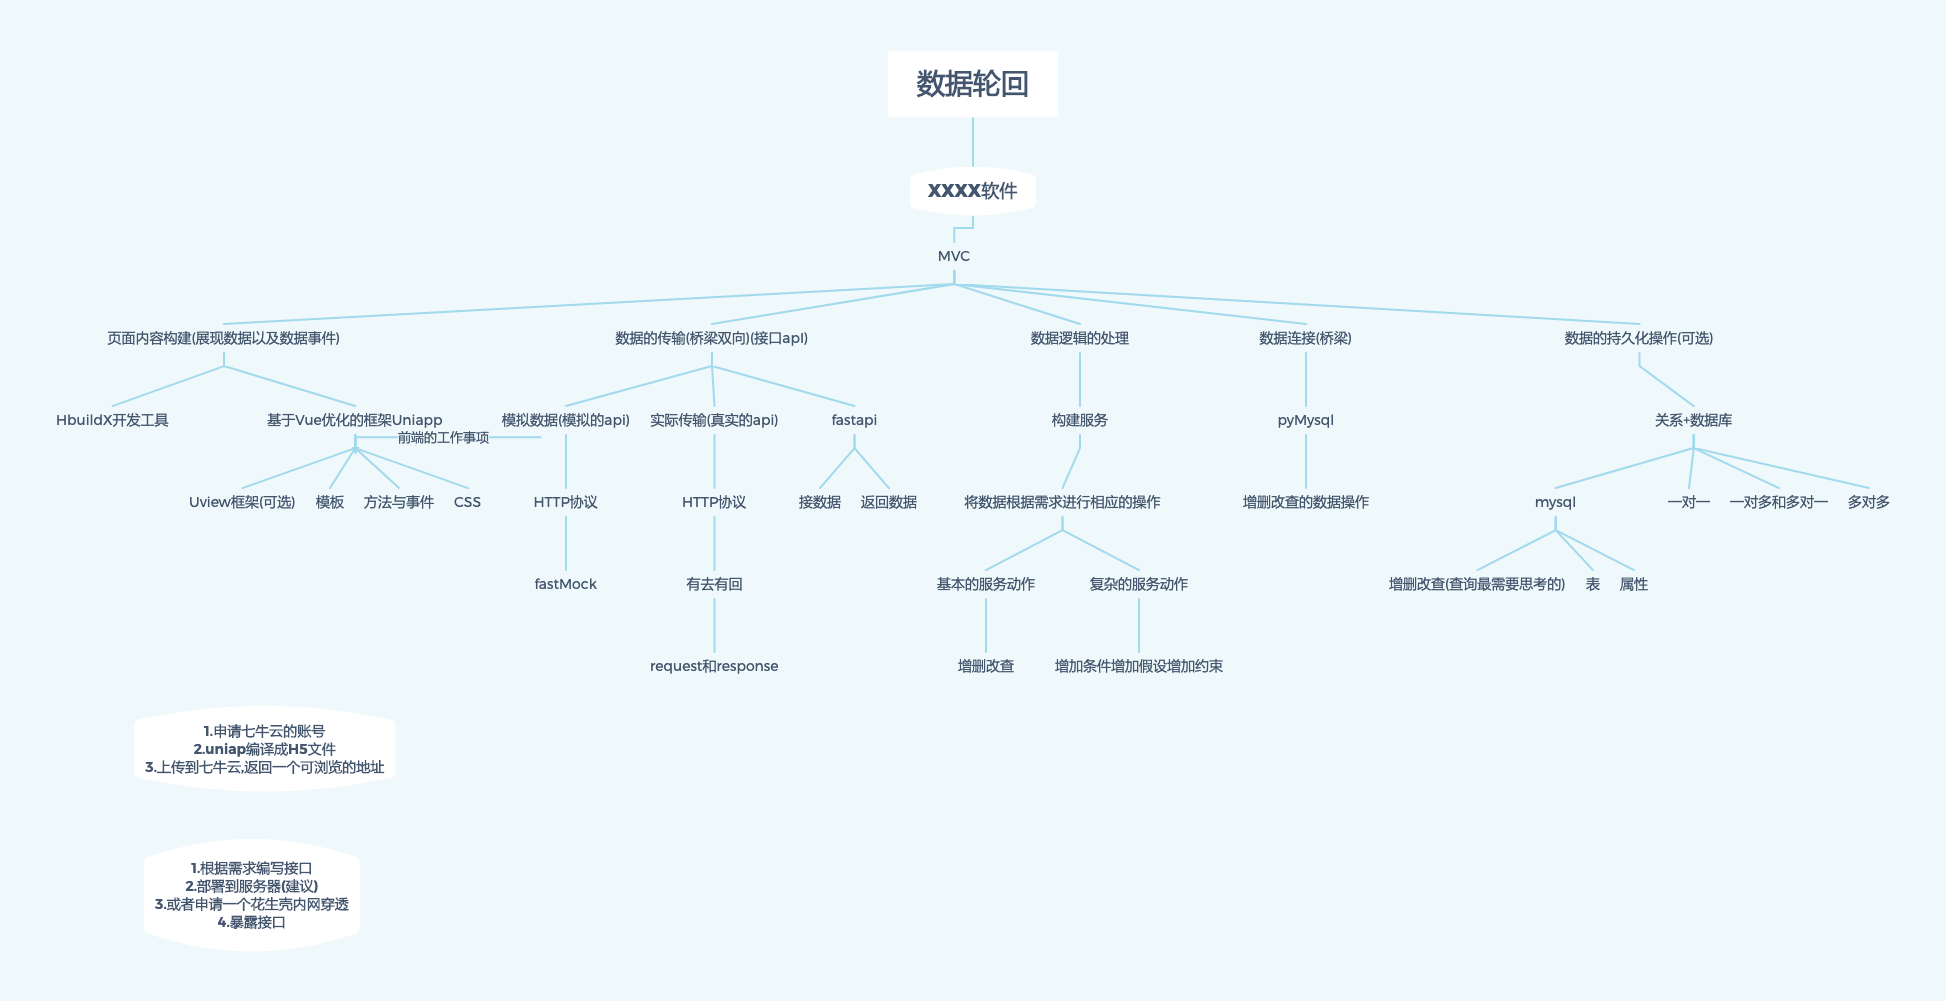 数据轮回
XXXX软件
MVC
页面内容构建(展现数据以及数据事件)
数据的传输(桥梁双向)(接口apI)
数据逻辑的处理
数据连接(桥梁)
数据的持久化操作(可选)
HbuildX开发工具
基于Vue优化的框架Uniapp
模拟数据(模拟的api)
实际传输(真实的api)
fastapi
构建服务
pyMysql
关系+数据库
前端的工作事项
Uview框架(可选)
模板
方法与事件
CSS
HTTP协议
HTTP协议
接数据
返回数据
将数据根据需求进行相应的操作
增删改查的数据操作
mysql
一对一
一对多和多对一
多对多
fastMock
有去有回
基本的服务动作
复杂的服务动作
增删改查(查询最需要思考的)
表
属性
request和response
增删改查
增加条件增加假设增加约束
1.申请七牛云的账号
2.uniap编译成H5文件
3.上传到七牛云,返回一个可浏览的地址
1.根据需求编写接口
2.部署到服务器(建议)
3.或者申请一个花生壳内网穿透
4.暴露接口